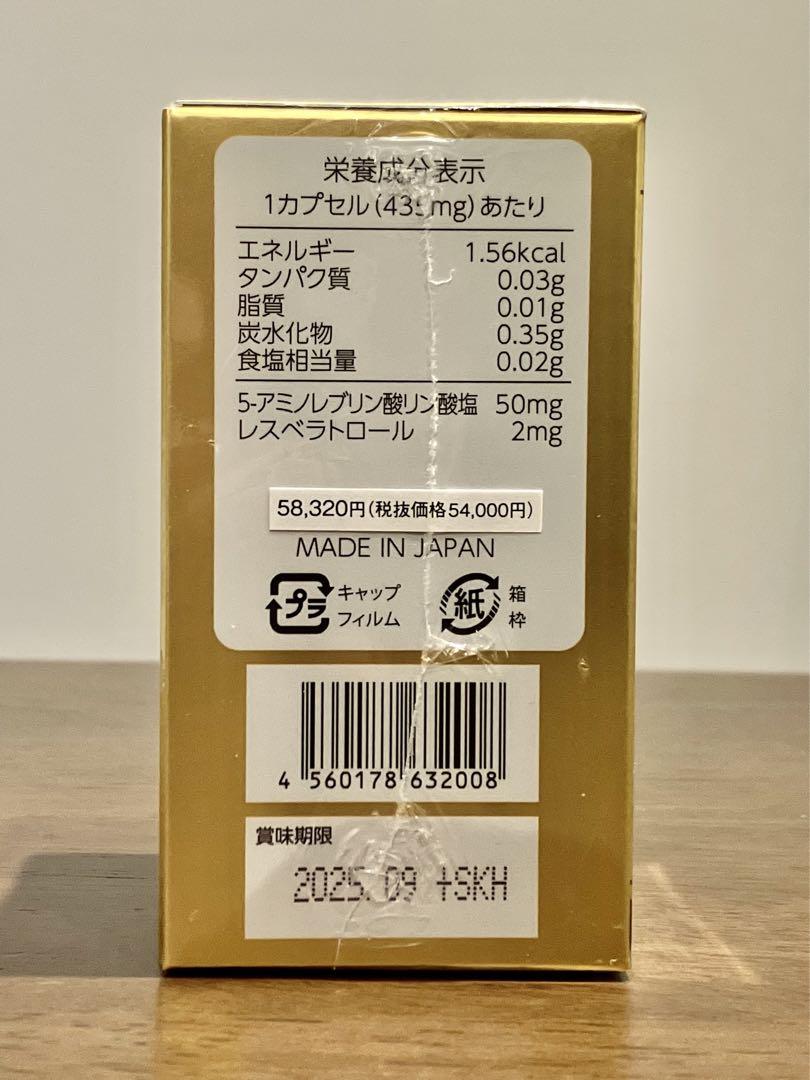 栄養成分表示
1カプセル(435mg)あたり
エネルギー 1.56kcal
タンパク質 0.03g
脂質 0.01g
炭水化物 0.35g
食塩相当量 0.02g
5-アミノレブリン酸リン酸塩 50mg
レスベラトロール 2mg
58,320円(税抜価格54,000円)
MADE IN JAPAN
プラ キャップ フィルム
紙 箱 枠
4 560178 632008
賞味期限
2025.09 +SKH